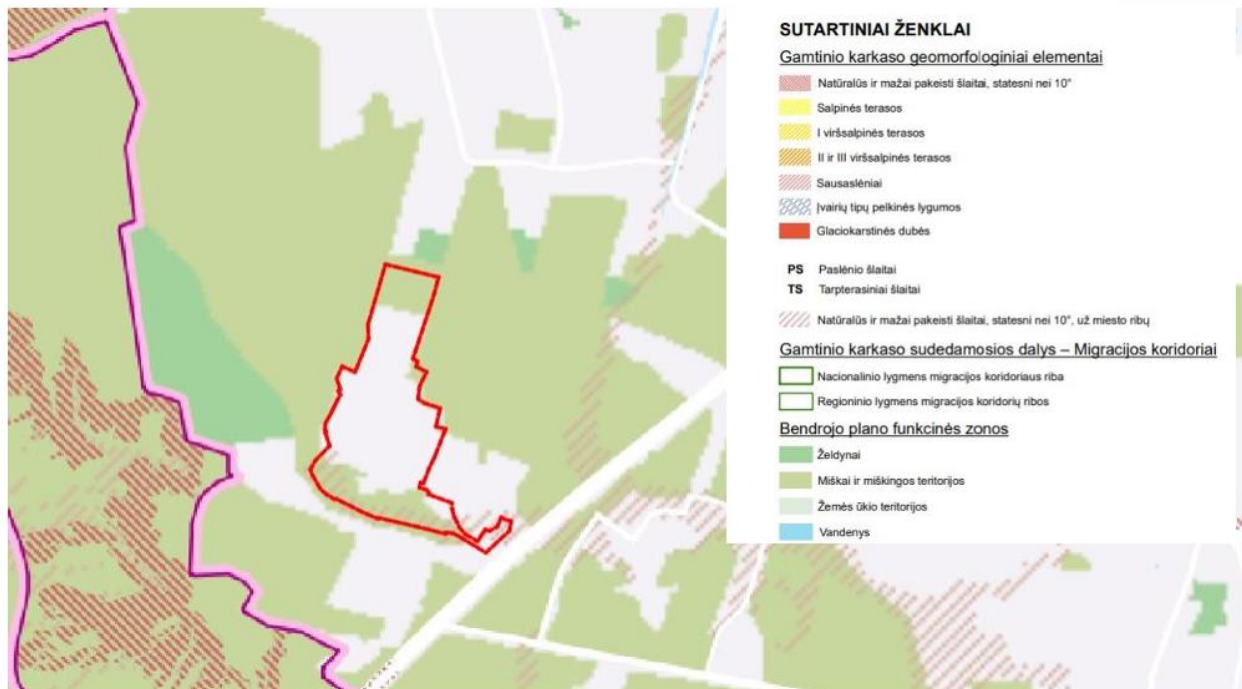 SUTARTINIAI ŽENKLAI
Gamtinio karkaso geomorfologiniai elementai
Natūralūs ir mažai pakeisti šlaitai, statesni nei 10°
Salpinės terasos
I viršsalpinės terasos
II ir III viršsalpinės terasos
Sausaslėniai
Įvairių tipų pelkinės lygumos
Glaciokarstinės dubės
PS Paslėnio šlaitai
TS Tarpterasiniai šlaitai
Natūralūs ir mažai pakeisti šlaitai, statesni nei 10°, už miesto ribų
Gamtinio karkaso sudedamosios dalys – Migracijos koridoriai
Nacionalinio lygmens migracijos koridoriaus riba
Regioninio lygmens migracijos koridorių ribos
Bendrojo plano funkcinės zonos
Želdynai
Miškai ir miškingos teritorijos
Žemės ūkio teritorijos
Vandenys